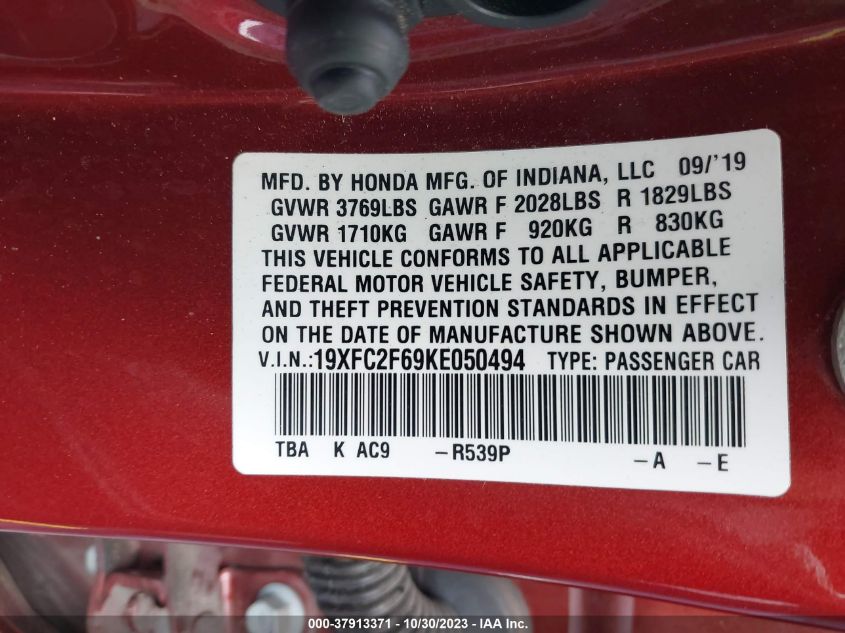 MFD. BY HONDA MFG. OF INDIANA, LLC 09/'19
GVWR 3769LBS GAWR F 2028LBS R 1829LBS
GVWR 1710KG GAWR F 920KG R 830KG
THIS VEHICLE CONFORMS TO ALL APPLICABLE
FEDERAL MOTOR VEHICLE SAFETY, BUMPER,
AND THEFT PREVENTION STANDARDS IN EFFECT
ON THE DATE OF MANUFACTURE SHOWN ABOVE.
V.I.N.:19XFC2F69KE050494 TYPE: PASSENGER CAR
TBA K AC9 -R539P -A -E
000-37913371 - 10/30/2023 - IAA Inc.